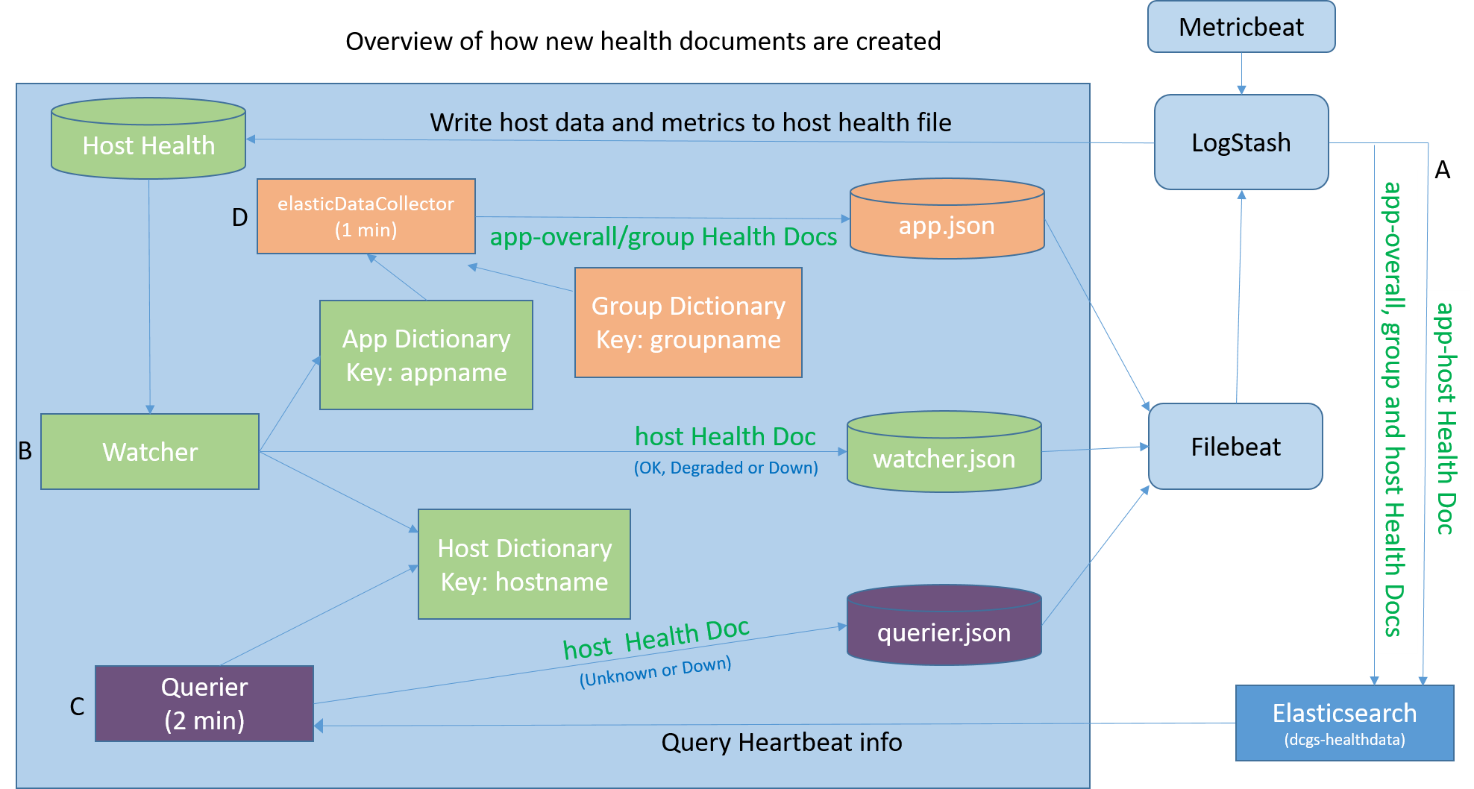 Overview of how new health documents are created
Metricbeat
Host Health
Write host data and metrics to host health file
LogStash
A
D
elasticDataCollector
(1 min)
app-overall/group Health Docs
app.json
app-overall, group and host Health Docs
app-host Health Doc
Group Dictionary
Key: groupname
App Dictionary
Key: appname
B
Watcher
host Health Doc
(OK, Degraded or Down)
watcher.json
Filebeat
Host Dictionary
Key: hostname
host  Health Doc
(Unknown or Down)
querier.json
C
Querier
(2 min)
Query Heartbeat info
Elasticsearch
(dcgs-healthdata)